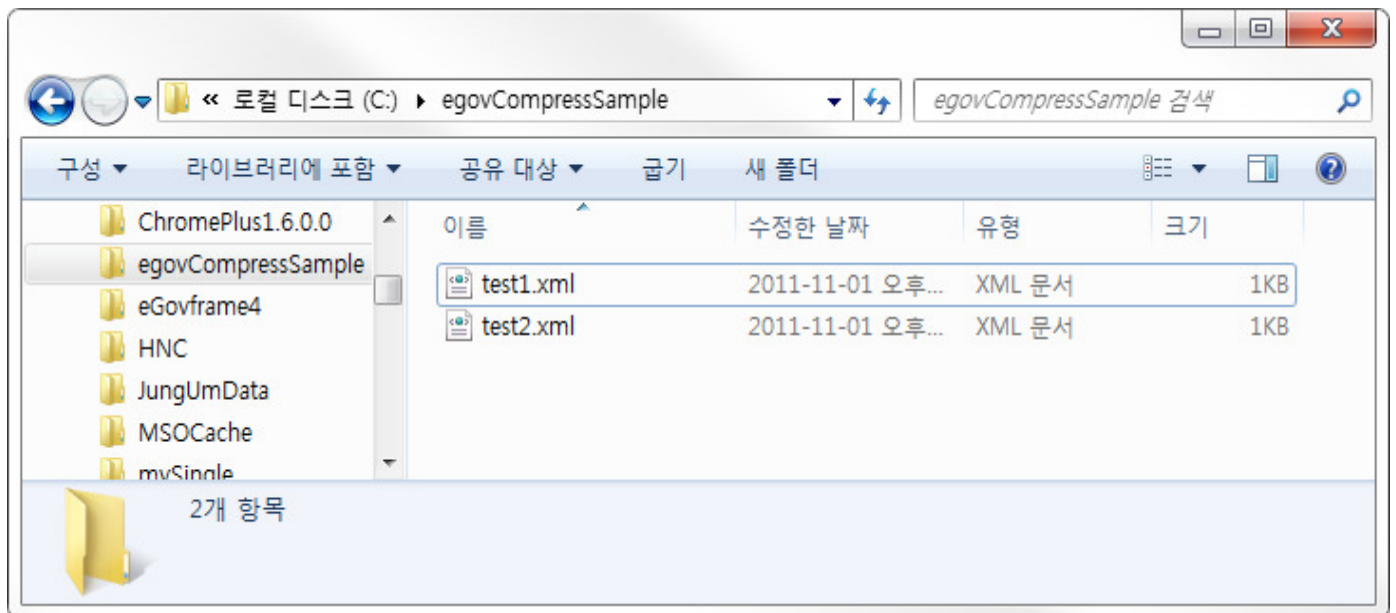 « 로컬 디스크 (C:) ▸ egovCompressSample
egovCompressSample 검색
구성 라이브러리에 포함 공유 대상 굽기 새 폴더
ChromePlus1.6.0.0
egovCompressSample
eGovframe4
HNC
JungUmData
MSOCache
mySingle
이름 수정한 날짜 유형 크기
test1.xml 2011-11-01 오후... XML 문서 1KB
test2.xml 2011-11-01 오후... XML 문서 1KB
2개 항목